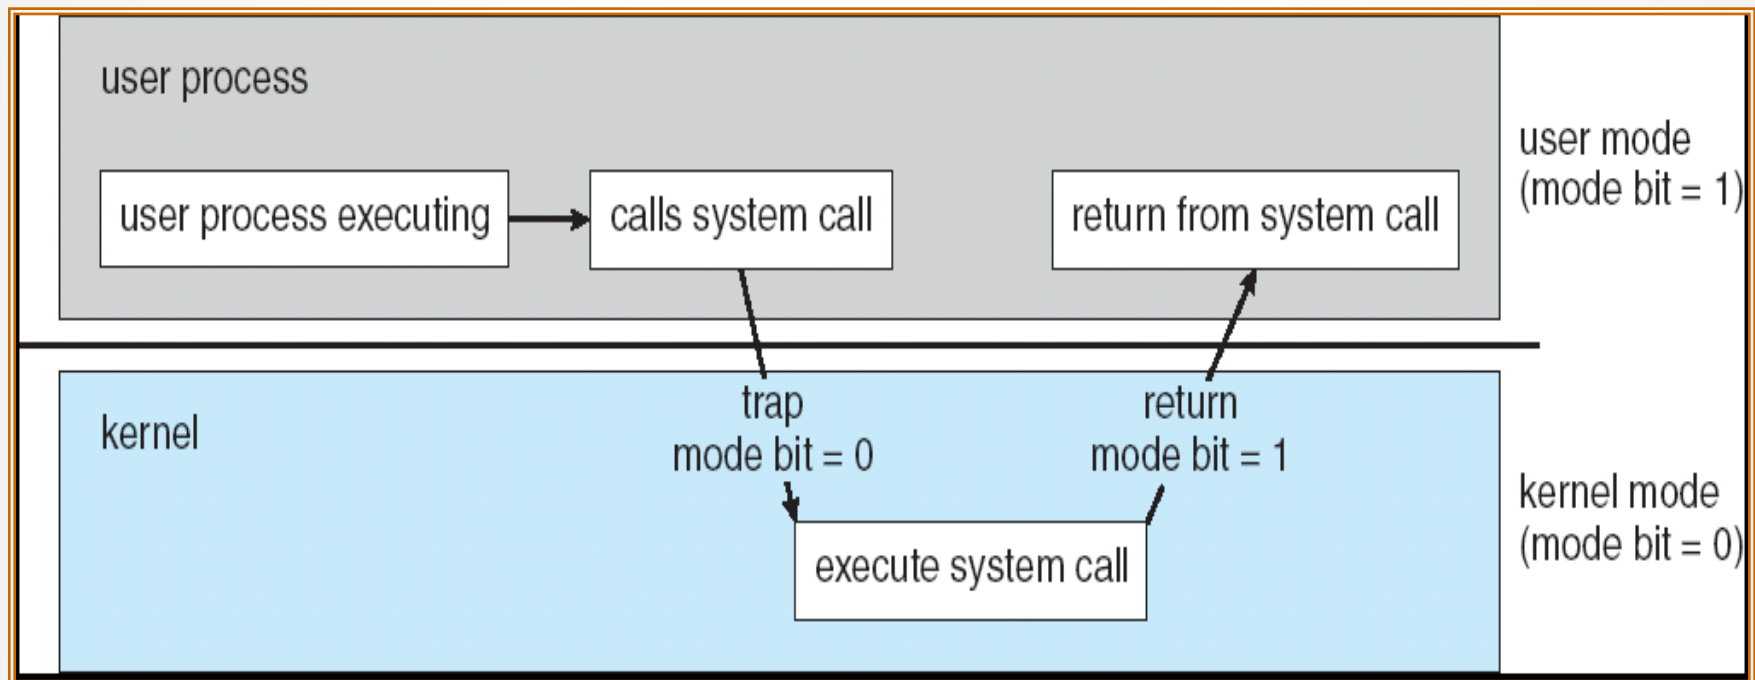 user process
user process executing
calls system call
return from system call
user mode
(mode bit = 1)
kernel
trap
mode bit = 0
return
mode bit = 1
execute system call
kernel mode
(mode bit = 0)